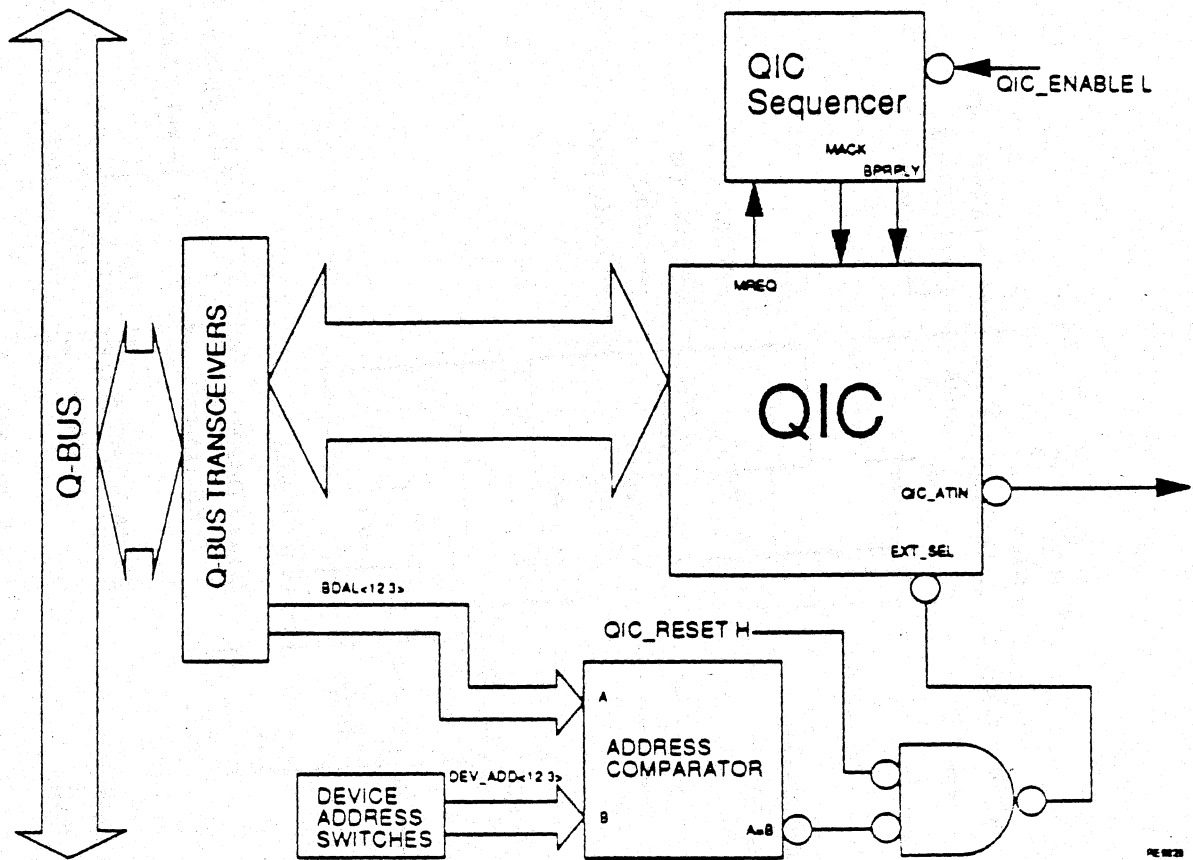 QIC
Sequencer
QIC_ENABLE L
MACK
BPRPLY
MREQ
Q-BUS
Q-BUS TRANSCEIVERS
QIC
QIC_ATIN
EXT_SEL
BDAL<12:3>
QIC_RESET H
A
ADDRESS
COMPARATOR
DEV_ADD<12:3>
DEVICE
ADDRESS
SWITCHES
B
A=B